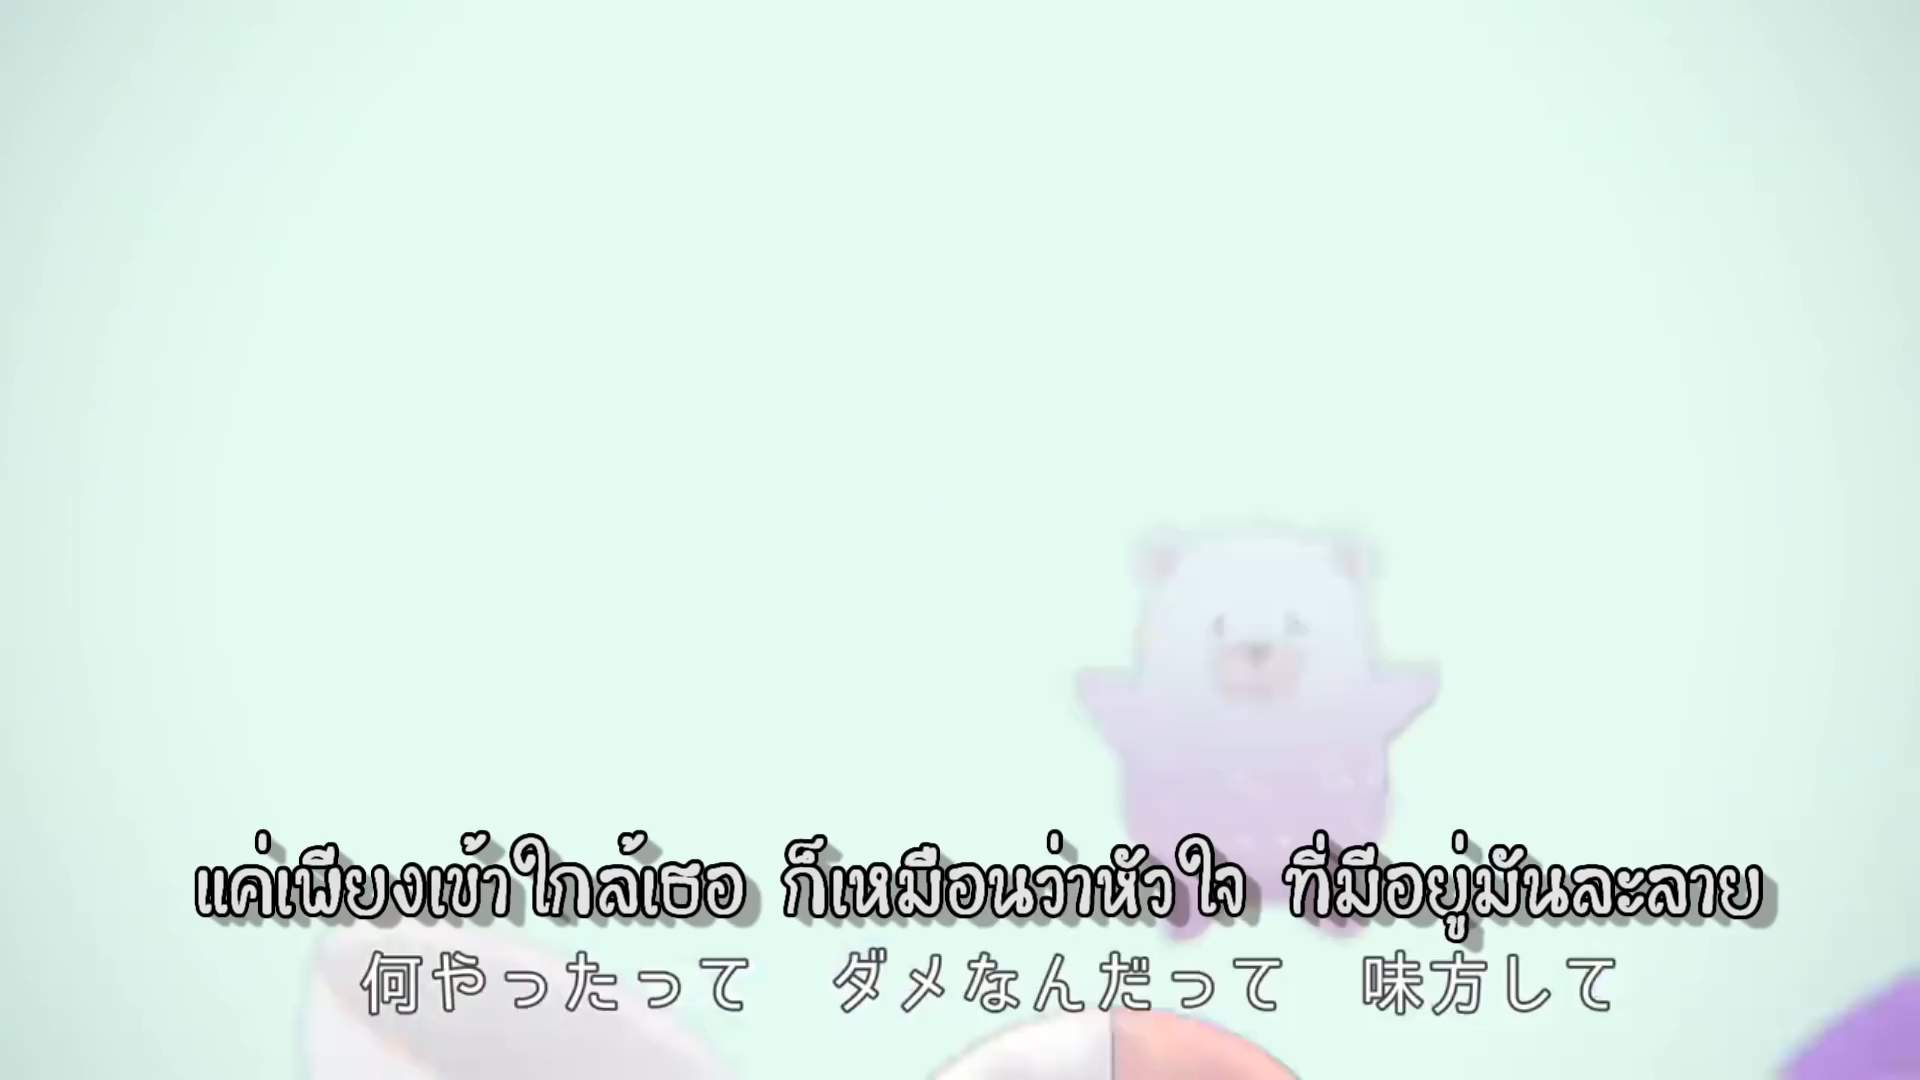 แค่เพียงเข้าใกล้เธอ ก็เหมือนว่าหัวใจ ที่มีอยู่มันละลาย
何やったって　ダメなんだって　味方して